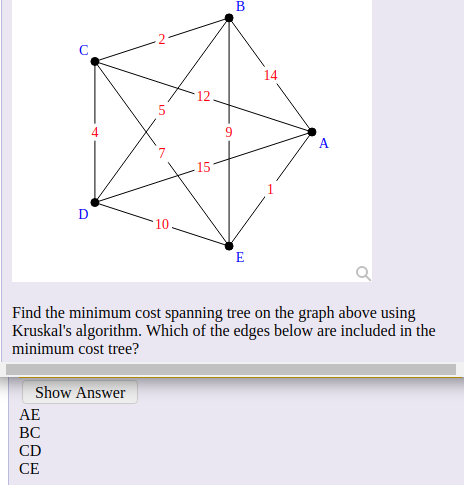 B
C
2
14
12
5
4
9
A
7
15
1
D
10
E
Find the minimum cost spanning tree on the graph above using
Kruskal's algorithm. Which of the edges below are included in the
minimum cost tree?
Show Answer
AE
BC
CD
CE